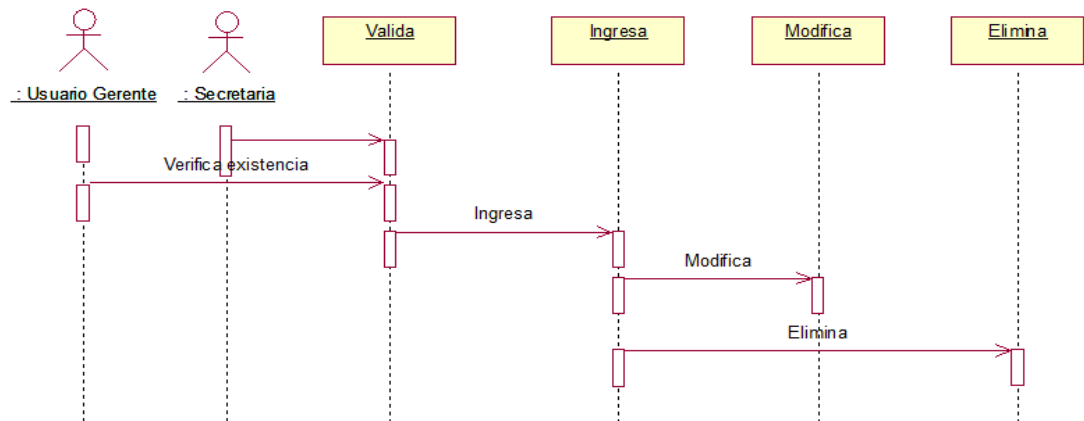 Valida
Ingresa
Modifica
Elimina
: Usuario Gerente
: Secretaria
Verifica existencia
Ingresa
Modifica
Elimina